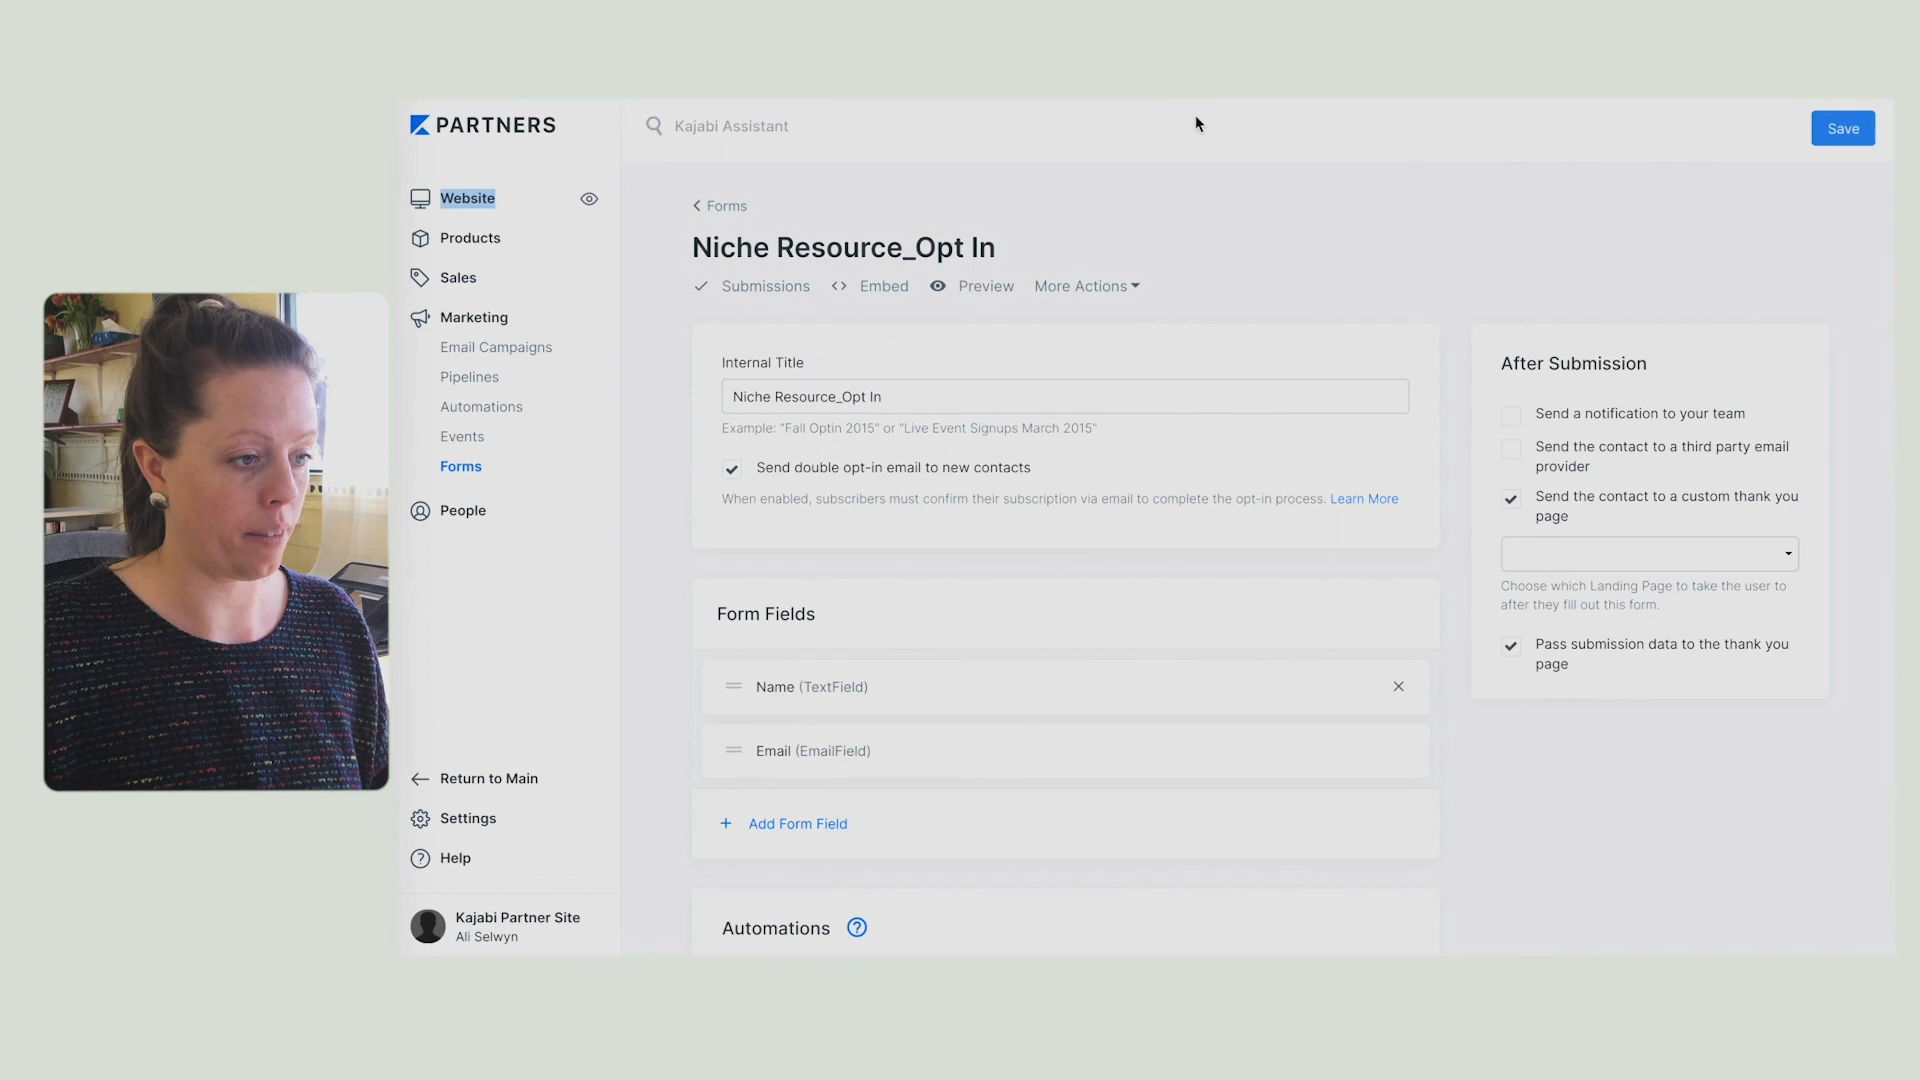 PARTNERS
Kajabi Assistant
Save
Website
Products
Sales
Marketing
Email Campaigns
Pipelines
Automations
Events
Forms
People
Return to Main
Settings
Help
Kajabi Partner Site
Ali Selwyn
Forms
Niche Resource_Opt In
Submissions
Embed
Preview
More Actions
Internal Title
Niche Resource_Opt In
Example: "Fall Optin 2015" or "Live Event Signups March 2015"
Send double opt-in email to new contacts
When enabled, subscribers must confirm their subscription via email to complete the opt-in process. Learn More
Form Fields
Name (TextField)
Email (EmailField)
+ Add Form Field
Automations ?
After Submission
Send a notification to your team
Send the contact to a third party email
provider
Send the contact to a custom thank you
page
Choose which Landing Page to take the user to
after they fill out this form.
Pass submission data to the thank you
page